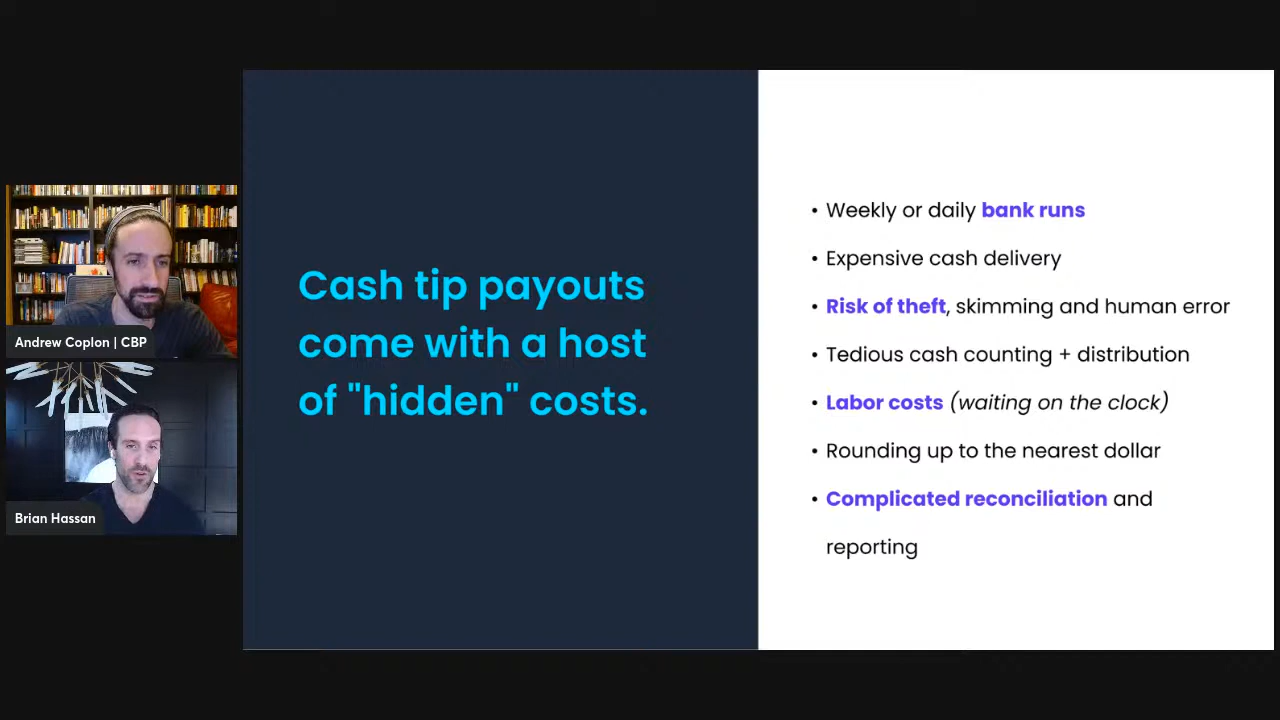 Andrew Coplon | CBP
Brian Hassan
Cash tip payouts
come with a host
of "hidden" costs.
• Weekly or daily bank runs
• Expensive cash delivery
• Risk of theft, skimming and human error
• Tedious cash counting + distribution
• Labor costs (waiting on the clock)
• Rounding up to the nearest dollar
• Complicated reconciliation and
reporting